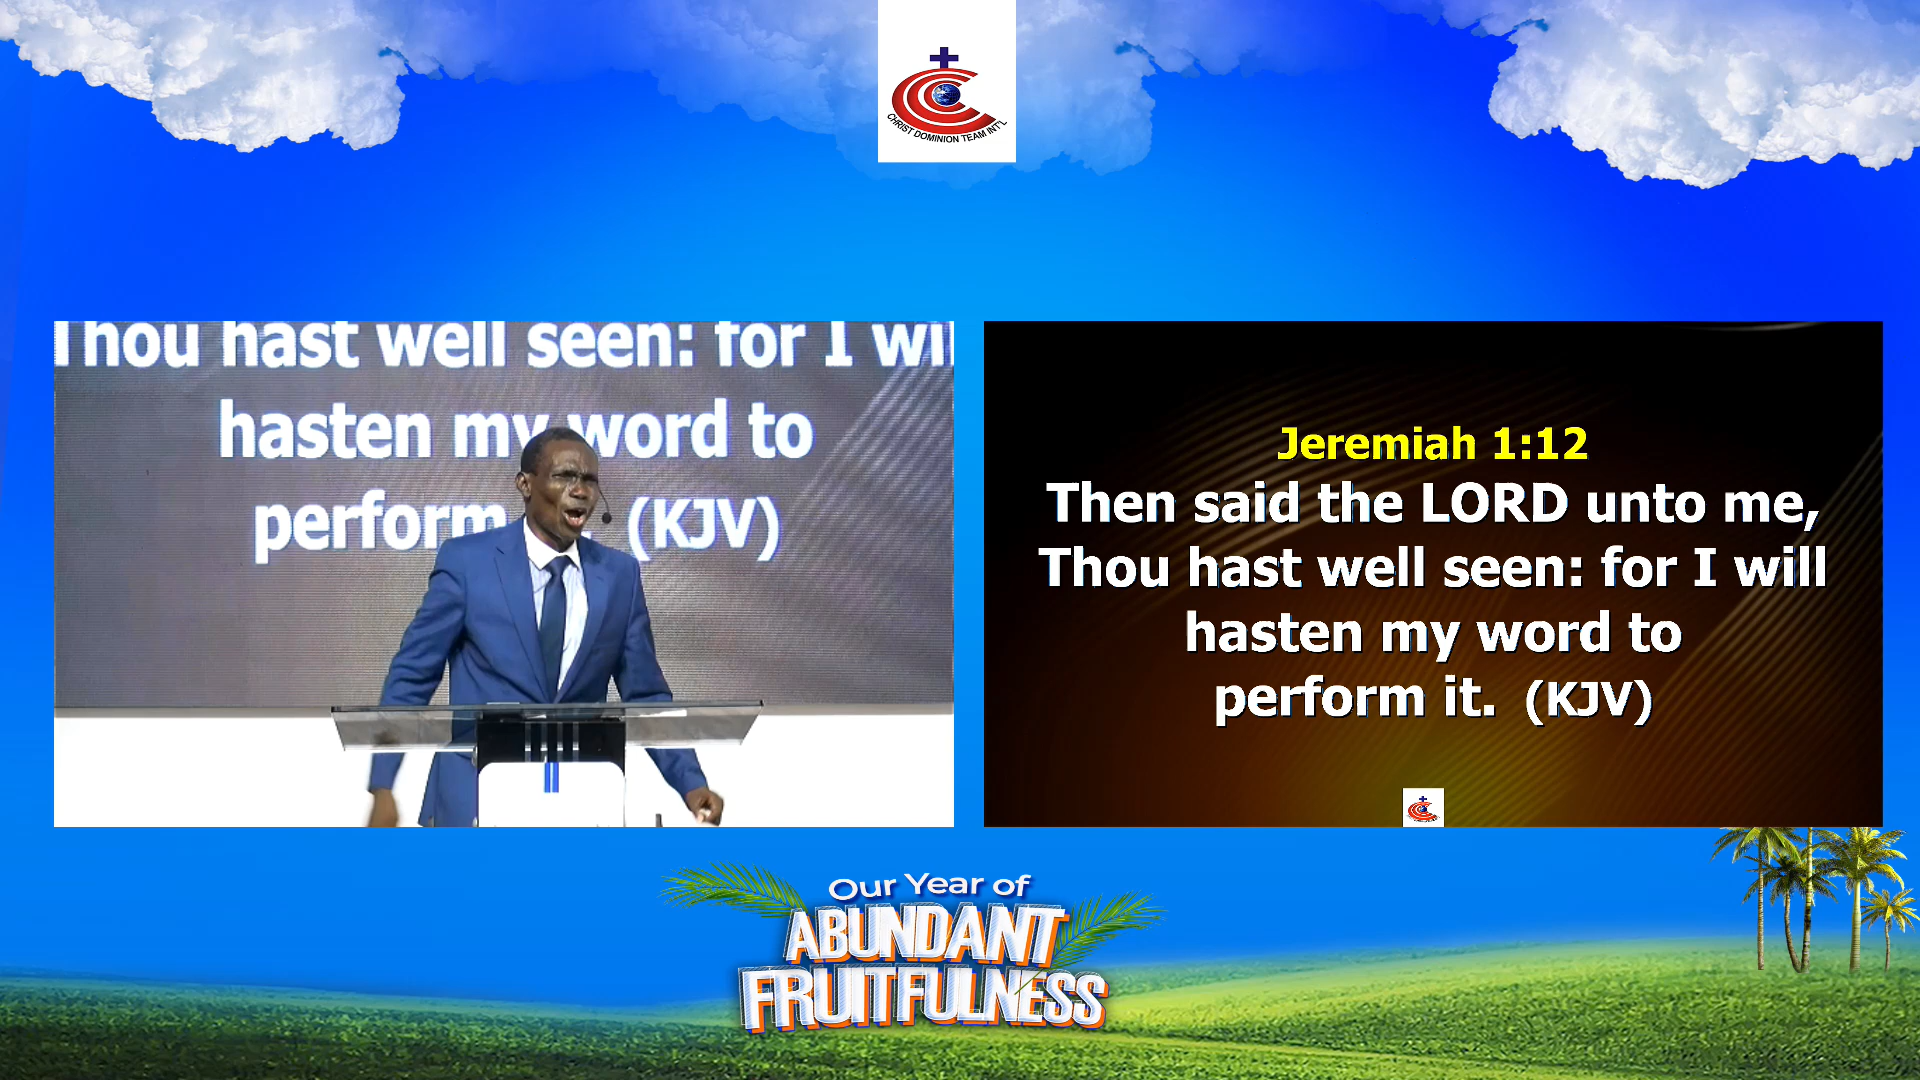 CHRIST DOMINION TEAM INT'L
Thou hast well seen: for I
hasten my word to
perform (KJV)
Jeremiah 1:12
Then said the LORD unto me,
Thou hast well seen: for I will
hasten my word to
perform it. (KJV)
Our Year of
ABUNDANT
FRUITFULNESS